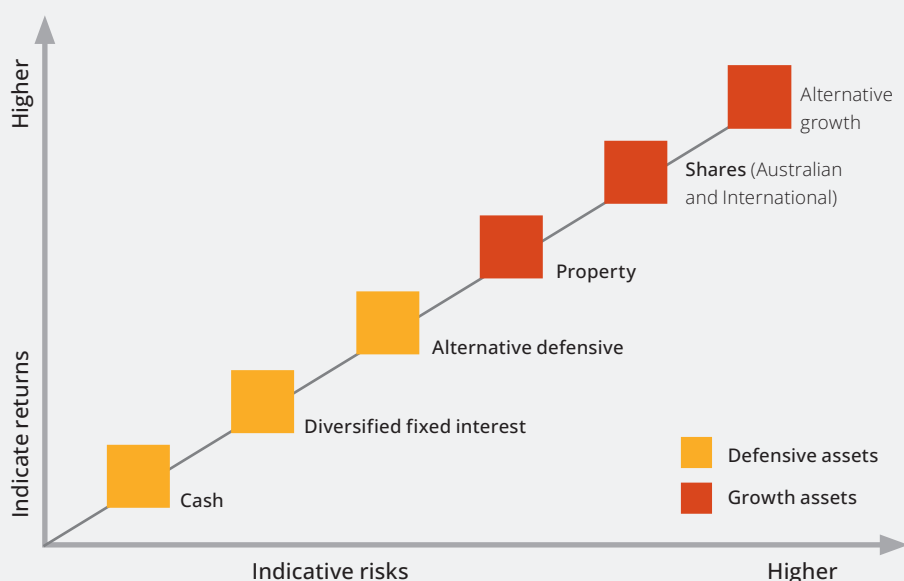 Higher
Alternative
growth
Shares (Australian
and International)
Property
Alternative defensive
Diversified fixed interest
Cash
Indicate returns
Defensive assets
Growth assets
Indicative risks
Higher